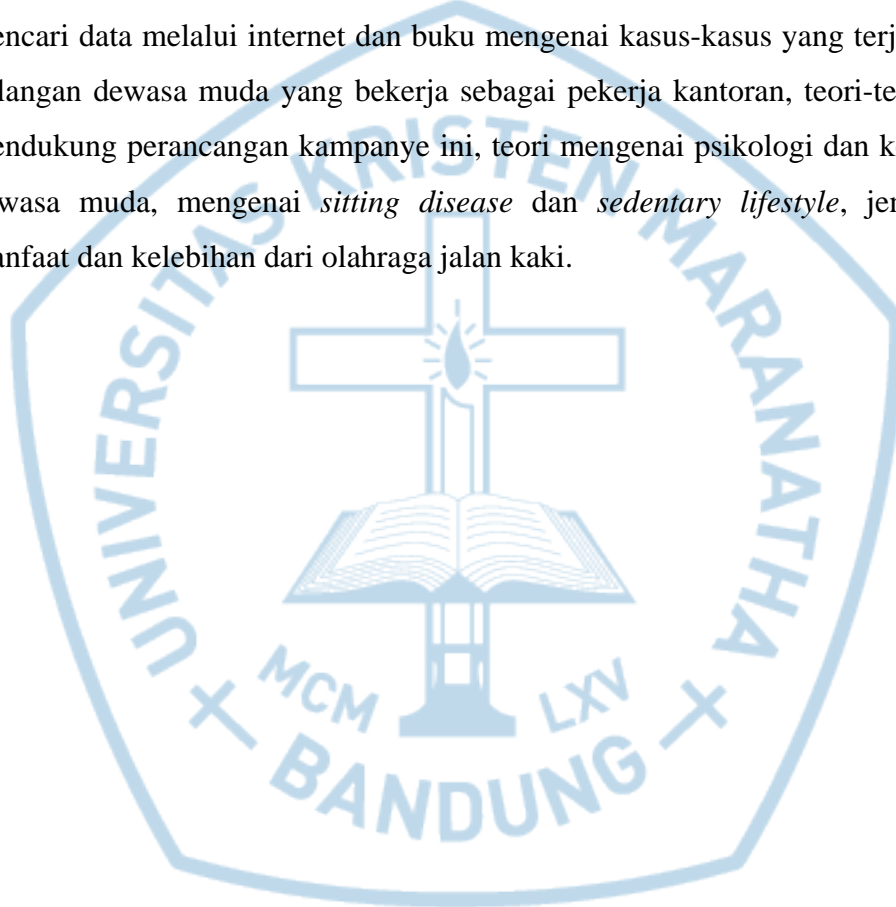 encari data melalui internet dan buku mengenai kasus-kasus yang terj
langan dewasa muda yang bekerja sebagai pekerja kantoran, teori-te
endukung perancangan kampanye ini, teori mengenai psikologi dan k
wasa muda, mengenai sitting disease dan sedentary lifestyle, je
anfaat dan kelebihan dari olahraga jalan kaki.
UNIVERSITAS KRISTEN MARANATHA
MCM LXV
BANDUNG